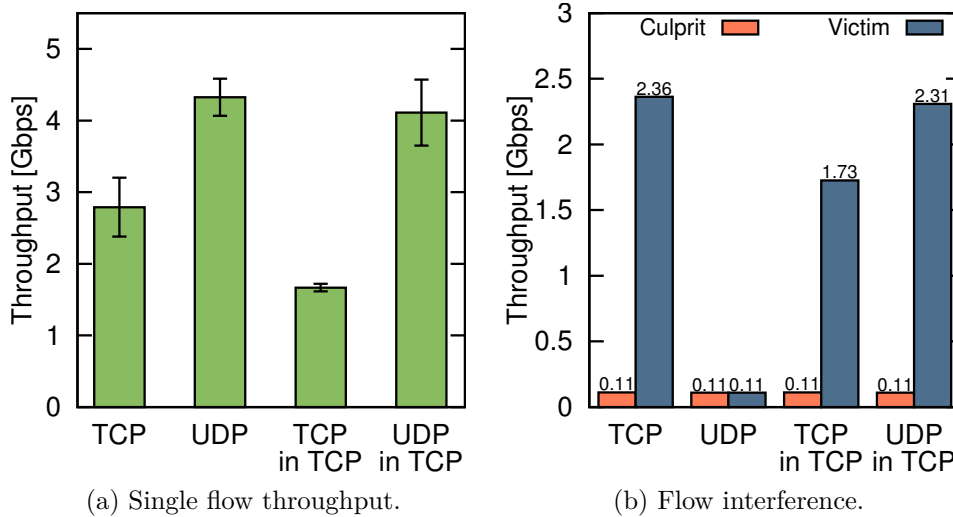 Throughput [Gbps]
5
4
3
2
1
0
TCP
UDP
TCP
in TCP
UDP
in TCP
(a) Single flow throughput.
Throughput [Gbps]
3
2.5
2
1.5
1
0.5
0
Culprit
Victim
0.11
2.36
0.11
0.11
0.11
1.73
0.11
2.31
TCP
UDP
TCP
in TCP
UDP
in TCP
(b) Flow interference.